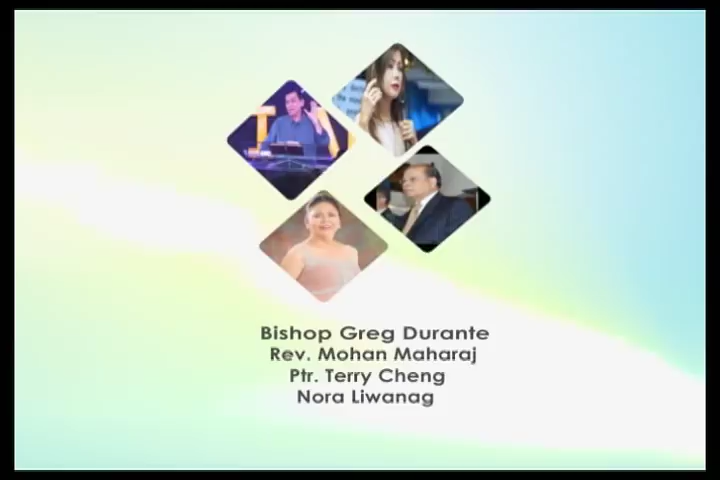 Bishop Greg Durante
Rev. Mohan Maharaj
Ptr. Terry Cheng
Nora Liwanag